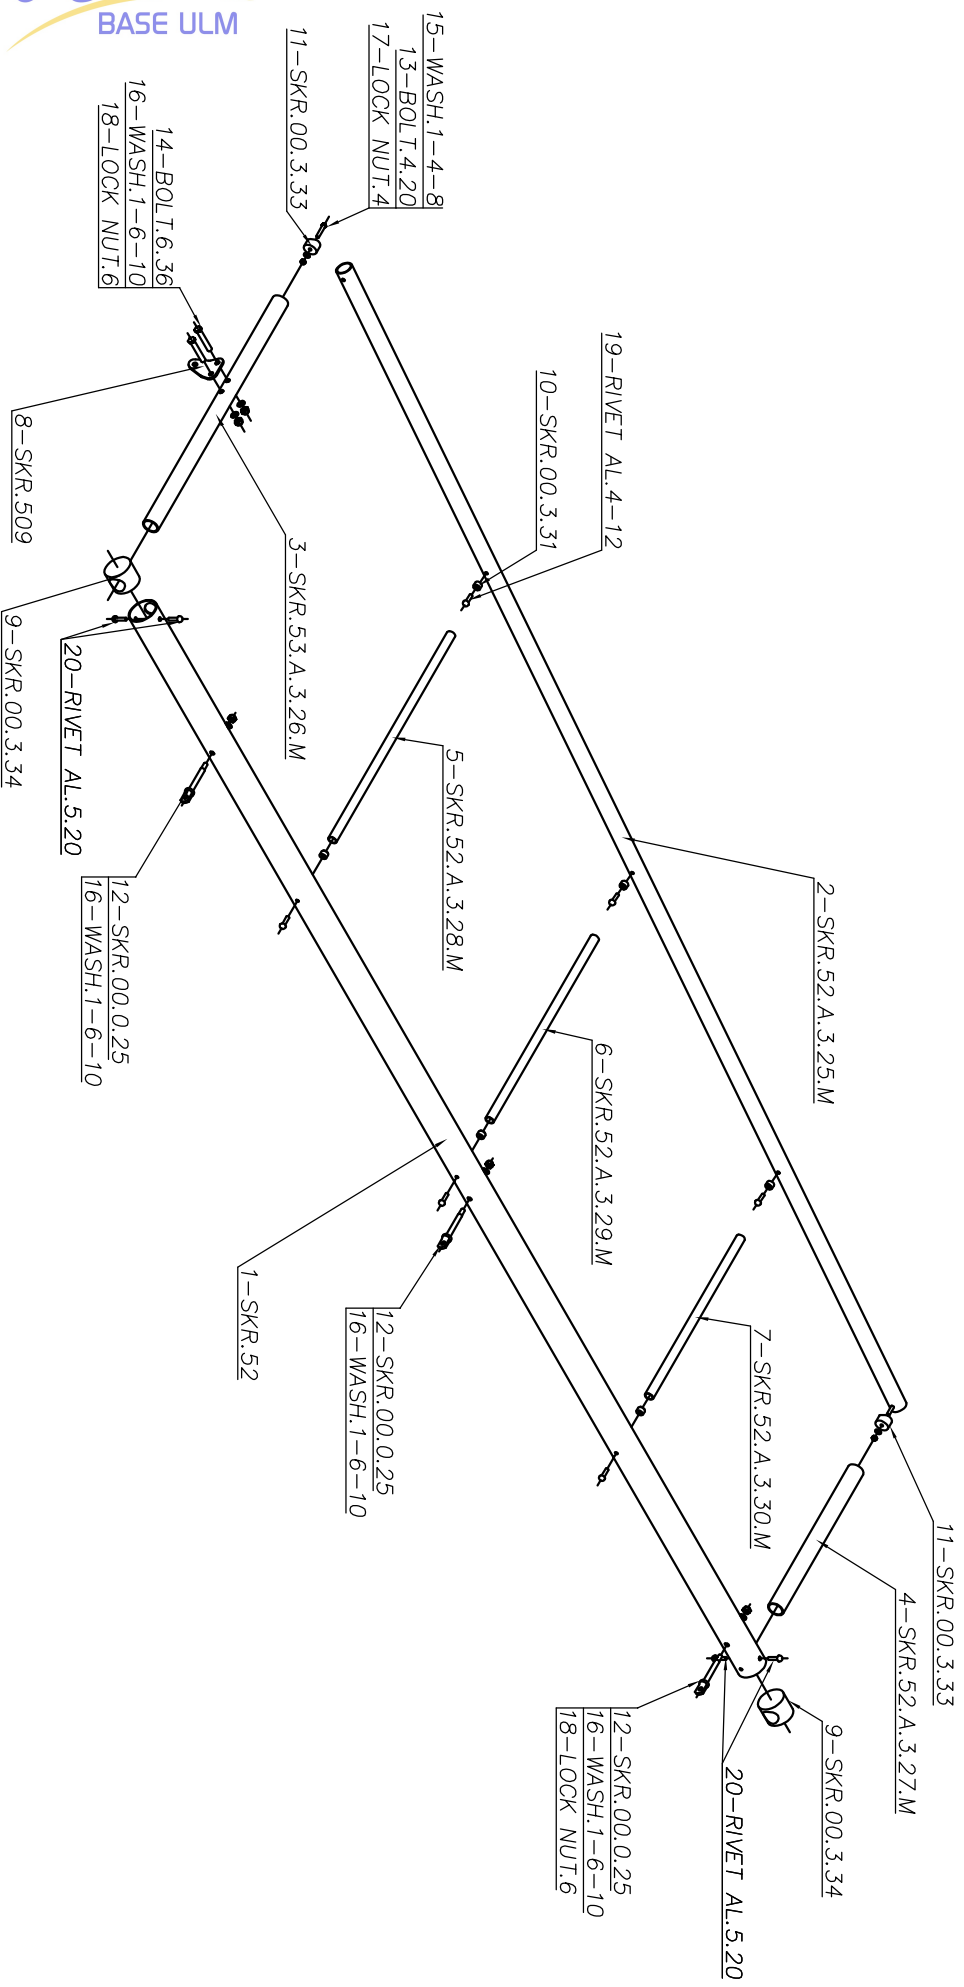 BASE ULM
15-WASH.1-4-8
13-BOLT.4.20
17-LOCK NUT.4
11-SKR.00.3.33
14-BOLT.6.36
16-WASH.1-6-10
18-LOCK NUT.6
8-SKR.509
3-SKR.53.A.3.26.M
9-SKR.00.3.34
20-RIVET AL.5.20
19-RIVET AL.4-12
10-SKR.00.3.31
5-SKR.52.A.3.28.M
2-SKR.52.A.3.25.M
12-SKR.00.0.25
16-WASH.1-6-10
6-SKR.52.A.3.29.M
1-SKR.52
12-SKR.00.0.25
16-WASH.1-6-10
7-SKR.52.A.3.30.M
11-SKR.00.3.33
4-SKR.52.A.3.27.M
9-SKR.00.3.34
20-RIVET AL.5.20
12-SKR.00.0.25
16-WASH.1-6-10
18-LOCK NUT.6